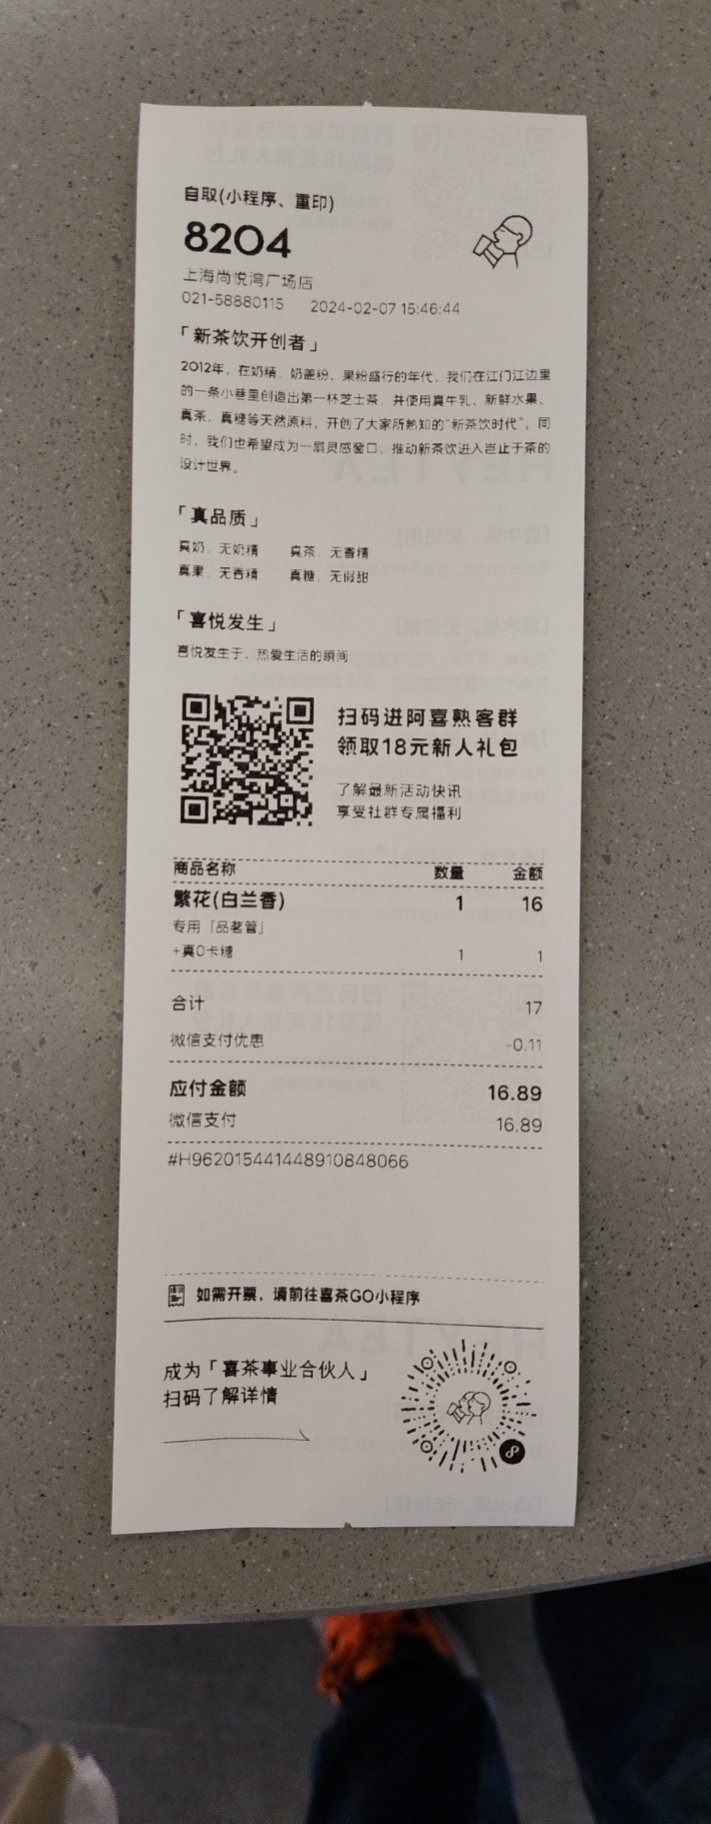 自取(小程序、重印)
8204
上海尚悦湾广场店
021-58880115 2024-02-07 15:46:44
「新茶饮开创者」
2012年，在奶精、奶盖粉、果粉盛行的年代，我们在江门江边里
的一条小巷里创造出第一杯芝士茶，并使用真牛乳、新鲜水果、
真茶、真糖等天然原料，开创了大家所熟知的“新茶饮时代”。同
时，我们也希望成为一扇灵感窗口，推动新茶饮进入岂止于茶的
设计世界。
「真品质」
真奶，无奶精 真茶，无香精
真果，无香精 真糖，无假甜
「喜悦发生」
喜悦发生于，热爱生活的瞬间
扫码进阿喜熟客群
领取18元新人礼包
了解最新活动快讯
享受社群专属福利
商品名称 数量 金额
繁花(白兰香) 1 16
专用「品茗管」
+真0卡糖 1 1
合计 17
微信支付优惠 -0.11
应付金额 16.89
微信支付 16.89
#H962015441448910848066
如需开票，请前往喜茶GO小程序
成为「喜茶事业合伙人」
扫码了解详情